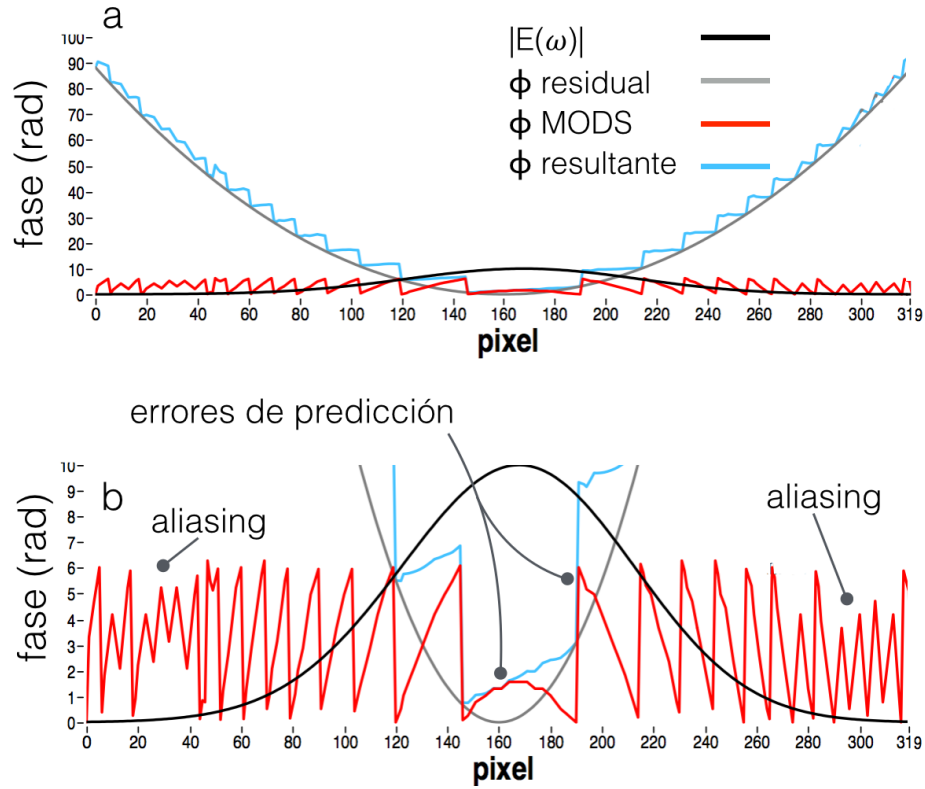 a
|E(ω)|
ϕ residual
ϕ MODS
ϕ resultante
fase (rad)
100
90
80
70
60
50
40
30
20
10
0
0 20 40 60 80 100 120 140 160 180 200 220 240 260 280 300 319
pixel
errores de predicción
b
aliasing
aliasing
fase (rad)
10
9
8
7
6
5
4
3
2
1
0
0 20 40 60 80 100 120 140 160 180 200 220 240 260 280 300 319
pixel